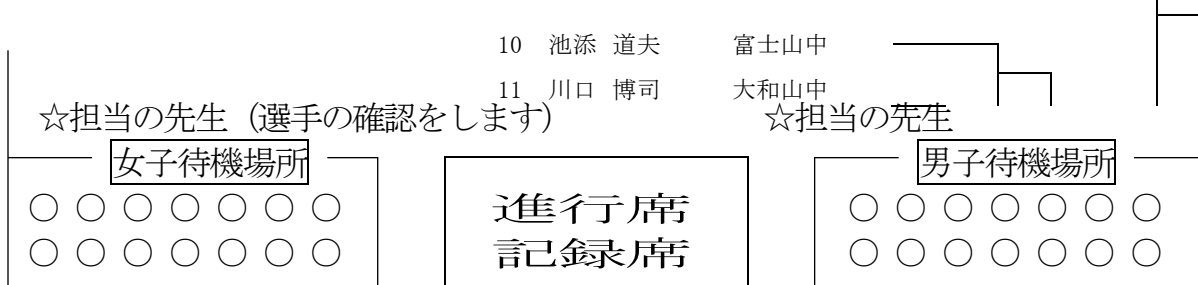 10 池添 道夫 富士山中
11 川口 博司 大和山中
☆担当の先生（選手の確認をします） ☆担当の先生
女子待機場所 男子待機場所
○ ○ ○ ○ ○ ○ ○ 進行席 ○ ○ ○ ○ ○ ○ ○
○ ○ ○ ○ ○ ○ ○ 記録席 ○ ○ ○ ○ ○ ○ ○